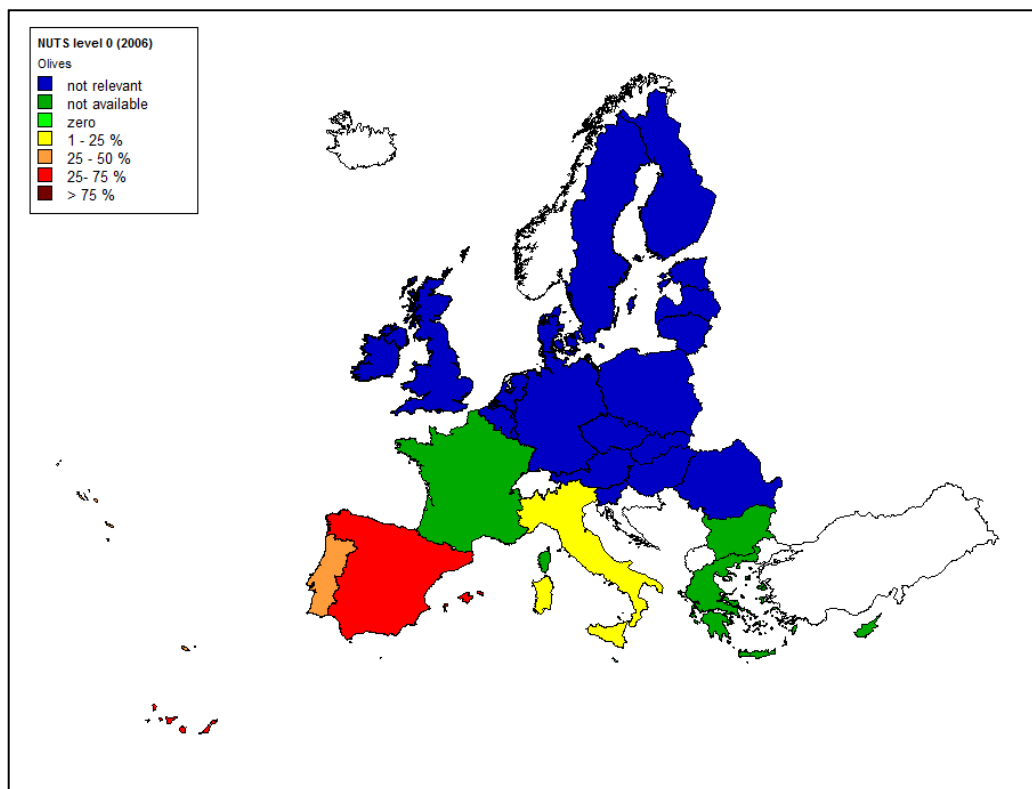 NUTS level 0 (2006)
Olives
not relevant
not available
zero
1 - 25 %
25 - 50 %
25- 75 %
> 75 %